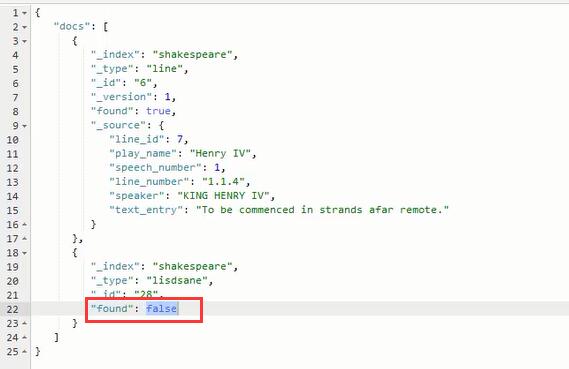 1 {
2 "docs": [
3 {
4 "_index": "shakespeare",
5 "_type": "line",
6 "_id": "6",
7 "_version": 1,
8 "found": true,
9 "_source": {
10 "line_id": 7,
11 "play_name": "Henry IV",
12 "speech_number": 1,
13 "line_number": "1.1.4",
14 "speaker": "KING HENRY IV",
15 "text_entry": "To be commenced in strands afar remote."
16 }
17 },
18 {
19 "_index": "shakespeare",
20 "_type": "lisdsane",
21 "_id": "28",
22 "found": false
23 }
24 ]
25 }